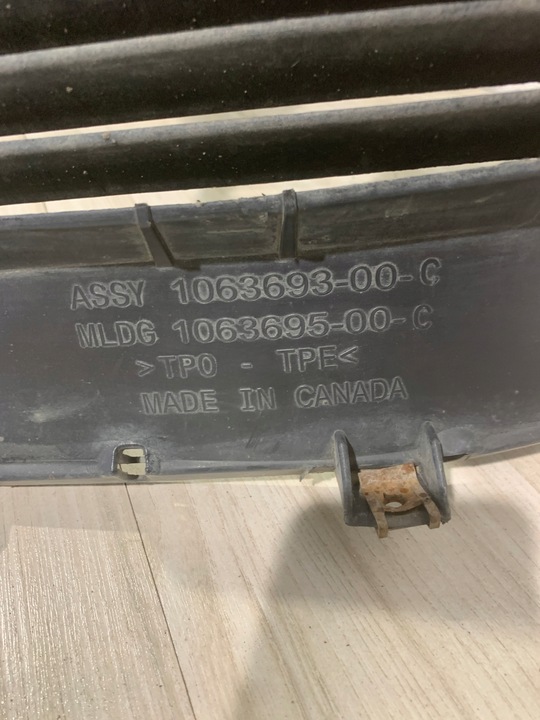 ASSY 1063693-00-C
MLDG 1063695-00-C
>TPO - TPE<
MADE IN CANADA